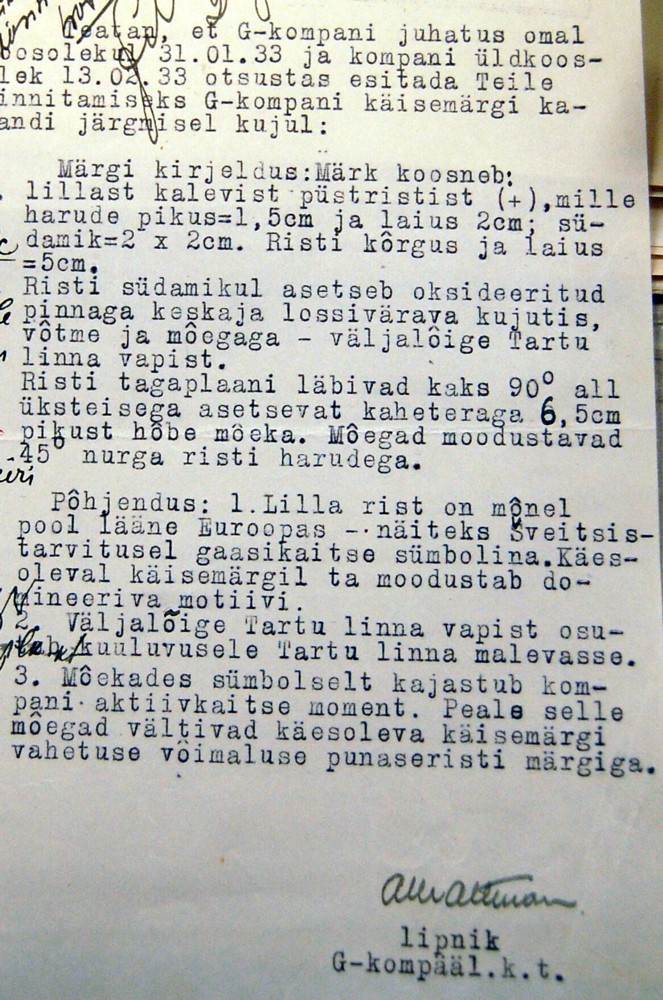 Teatan, et G-kompani juhatus omal
oosolekul 31.01.33 ja kompani üldkoos-
lek 13.02.33 otsustas esitada Teile
innitamiseks G-kompani käisemärgi ka-
andi järgmisel kujul:
Märgi kirjeldus:Märk koosneb:
lillast kalevist püstristist (+),mille
harude pikus=1,5cm ja laius 2cm; sü-
damik=2 x 2cm. Risti kõrgus ja laius
=5cm.
Risti südamikul asetseb oksideeritud
pinnaga keskaja lossivärava kujutis,
võtme ja mõegaga - väljalõige Tartu
linna vapist.
Risti tagaplaani läbivad kaks 90° all
üksteisega asetsevat kaheteraga 6,5cm
pikust hõbe mõeka. Mõegad moodustavad
45° nurga risti harudega.
Põhjendus: 1.Lilla rist on mõnel
pool lääne Euroopas - näiteks Šveitsis-
tarvitusel gaasikaitse sümbolina.Käes-
oleval käisemärgil ta moodustab do-
mineeriva motiivi.
2. Väljalõige Tartu linna vapist osu-
tab kuuluvusele Tartu linna malevasse.
3. Mõekades sümbolselt kajastub kom-
pani aktiivkaitse moment. Peale selle
mõegad vältivad käesoleva käisemärgi
vahetuse võimaluse punaseristi märgiga.
lipnik
G-kompääl.k.t.